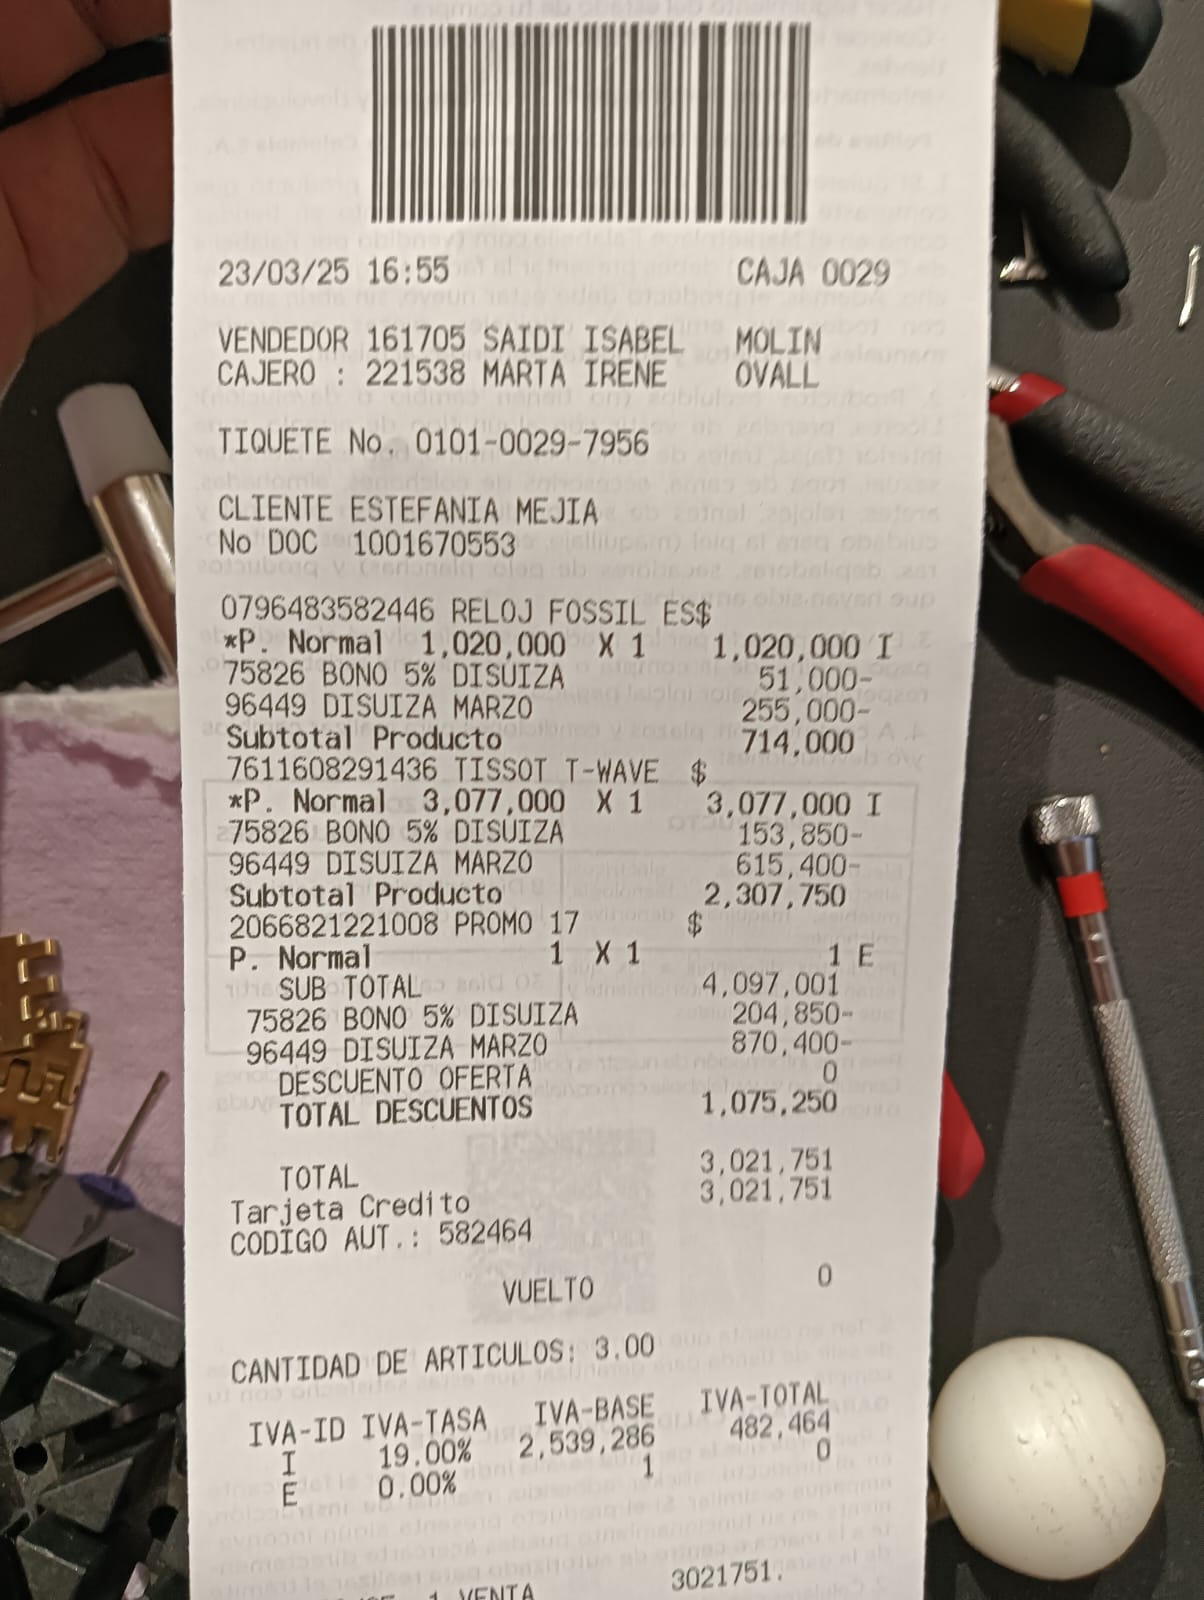 23/03/25 16:55 CAJA 0029
VENDEDOR 161705 SAIDI ISABEL MOLIN
CAJERO : 221538 MARTA IRENE OVALL
TIQUETE No. 0101-0029-7956
CLIENTE ESTEFANIA MEJIA
No DOC 1001670553
0796483582446 RELOJ FOSSIL ES$
*P. Normal 1,020,000 X 1 1,020,000 I
75826 BONO 5% DISUIZA 51,000-
96449 DISUIZA MARZO 255,000-
Subtotal Producto 714,000
7611608291436 TISSOT T-WAVE $
*P. Normal 3,077,000 X 1 3,077,000 I
75826 BONO 5% DISUIZA 153,850-
96449 DISUIZA MARZO 615,400-
Subtotal Producto 2,307,750
2066821221008 PROMO 17 $
P. Normal 1 X 1 1 E
SUB TOTAL 4,097,001
75826 BONO 5% DISUIZA 204,850-
96449 DISUIZA MARZO 870,400-
DESCUENTO OFERTA 0
TOTAL DESCUENTOS 1,075,250
TOTAL 3,021,751
Tarjeta Credito 3,021,751
CODIGO AUT.: 582464
VUELTO 0
CANTIDAD DE ARTICULOS: 3.00
IVA-ID IVA-TASA IVA-BASE IVA-TOTAL
I 19.00% 2,539,286 482,464
E 0.00% 1 0
1 VENTA 3021751.